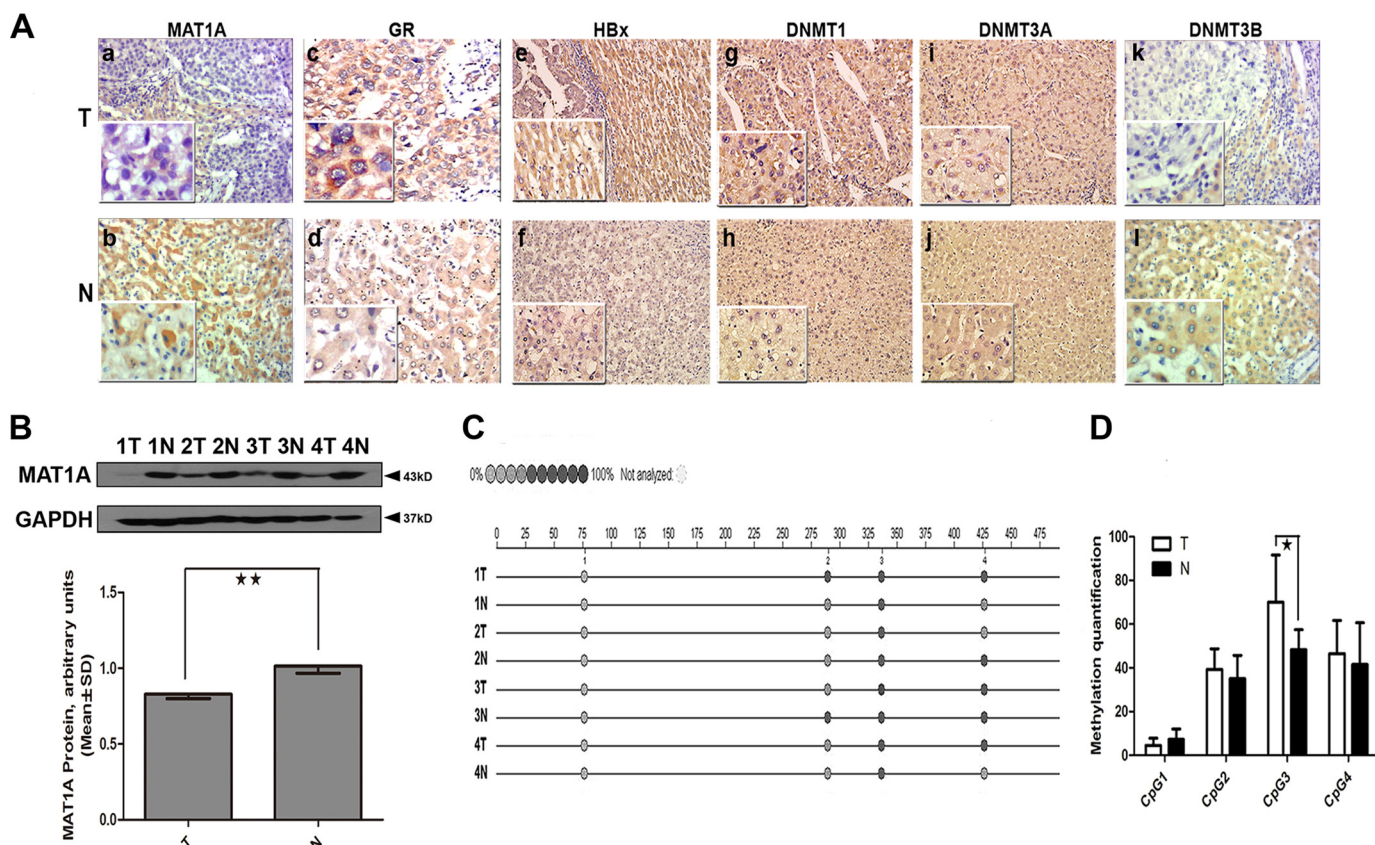 A
MAT1A GR HBx DNMT1 DNMT3A DNMT3B
T
a c e g i k
N
b d f h j l
B
1T 1N 2T 2N 3T 3N 4T 4N
MAT1A 43kD
GAPDH 37kD
MAT1A Protein, arbitrary units
(Mean±SD)
★★
1.5
1.0
0.5
0.0
T N
C
0% 100% Not analyzed:
0 25 50 75 100 125 150 175 200 225 250 275 300 325 350 375 400 425 450 475
1 2 3 4
1T
1N
2T
2N
3T
3N
4T
4N
D
Methylation quantification
100
80
60
40
20
0
T
N
★
CpG1 CpG2 CpG3 CpG4